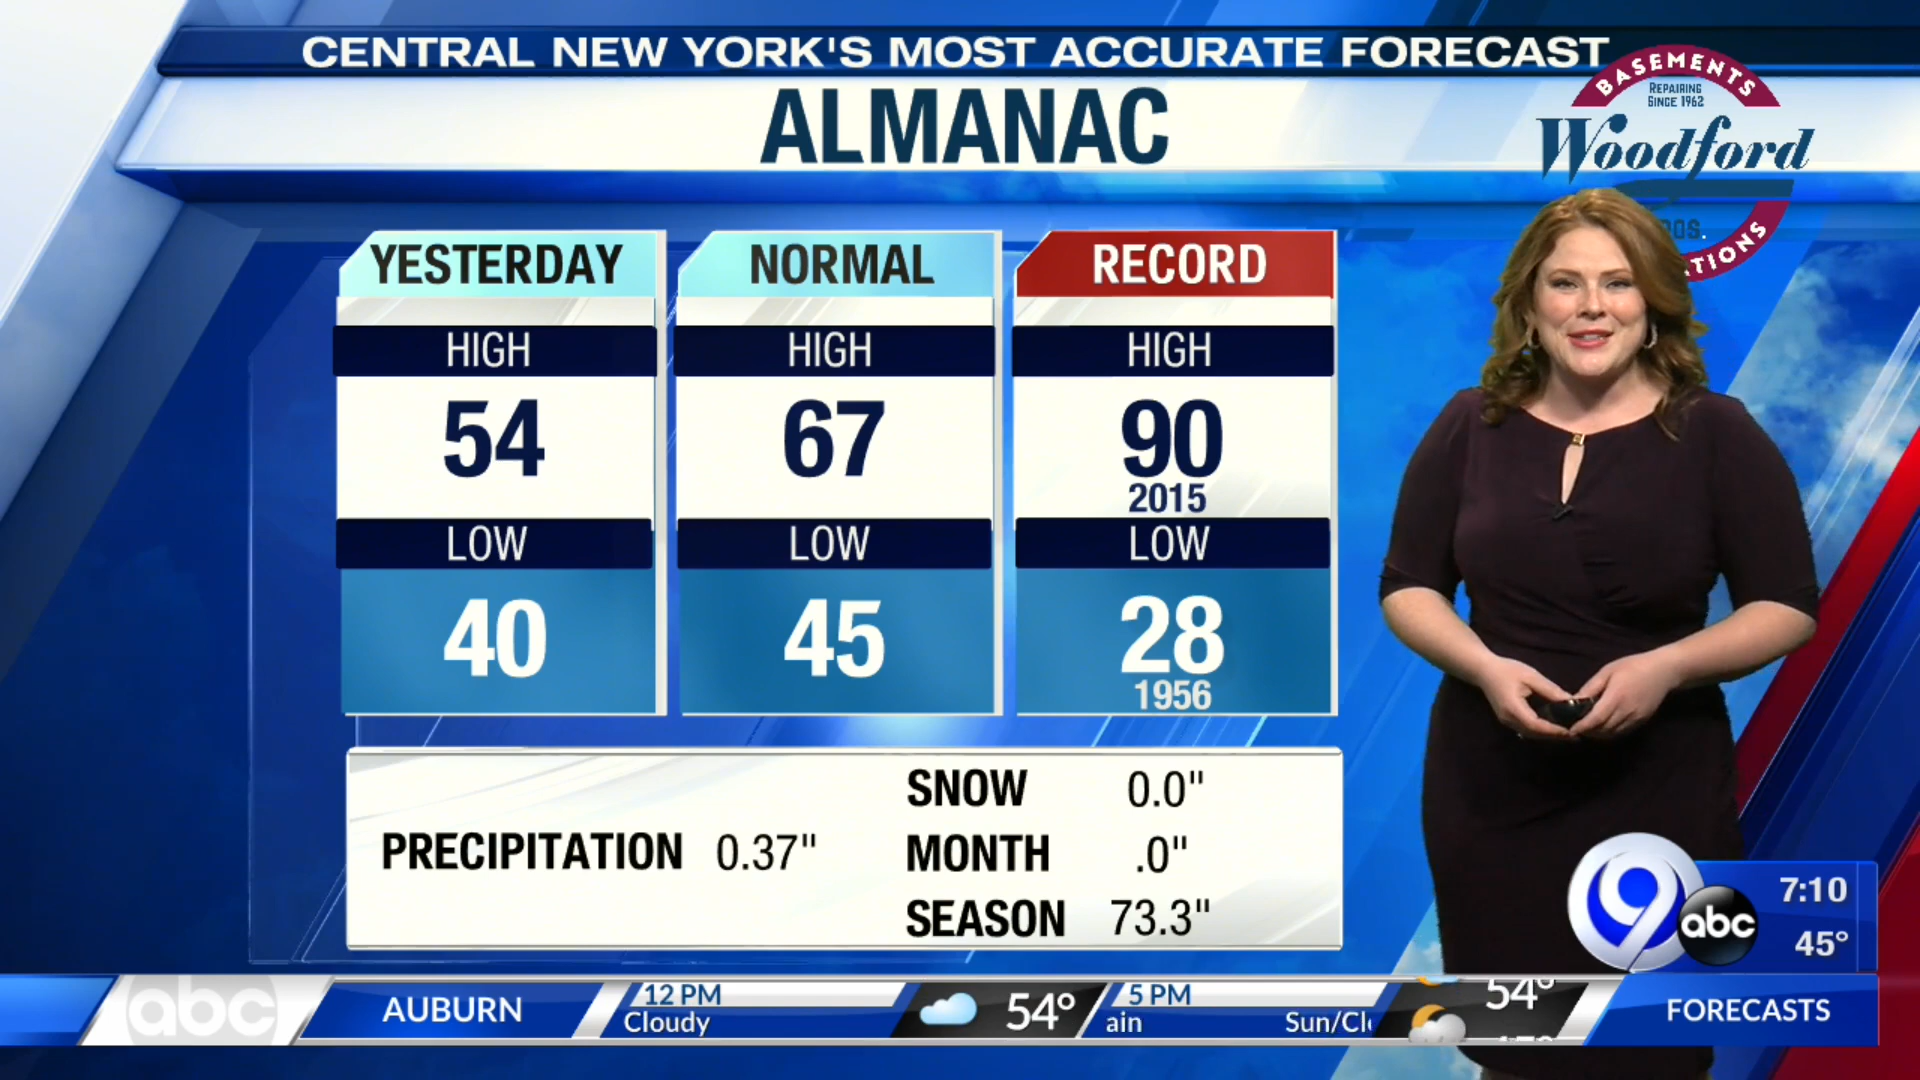 CENTRAL NEW YORK'S MOST ACCURATE FORECAST
ALMANAC
BASEMENTS
REPAIRING
SINCE 1962
Woodford
YESTERDAY
HIGH
54
LOW
40
NORMAL
HIGH
67
LOW
45
RECORD
HIGH
90
2015
LOW
28
1956
PRECIPITATION 0.37"
SNOW 0.0"
MONTH .0"
SEASON 73.3"
9 abc
7:10
45°
abc
AUBURN
12 PM
Cloudy
54°
5 PM
54°
FORECASTS